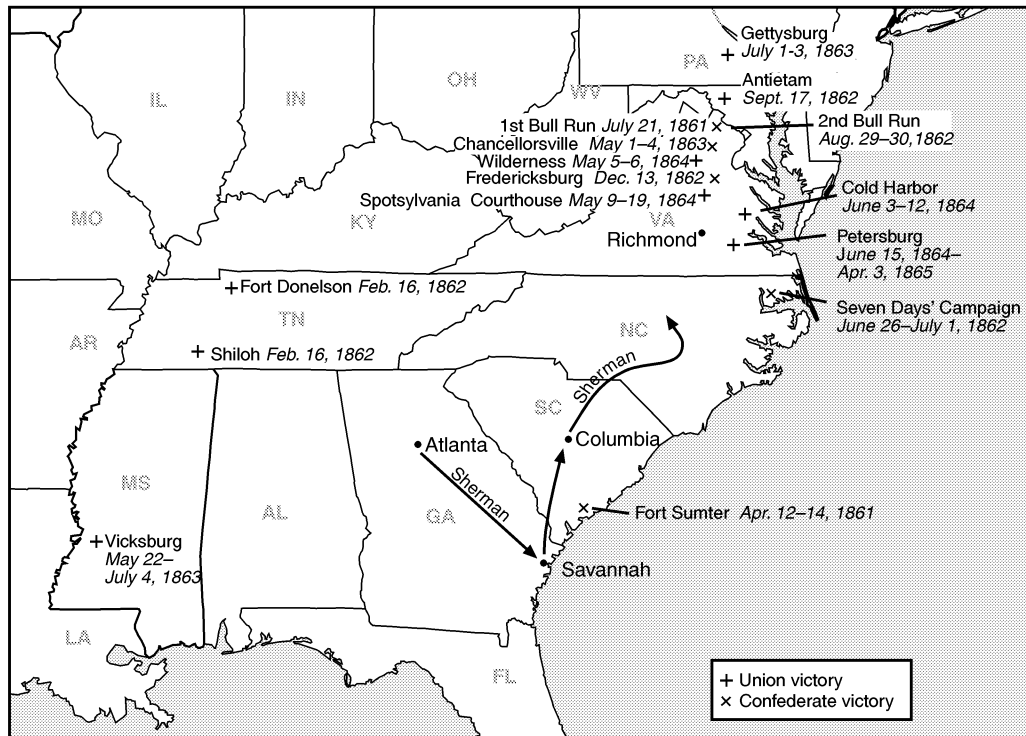 Gettysburg
July 1-3, 1863
PA
OH
IL
IN
WV
Antietam
Sept. 17, 1862
1st Bull Run July 21, 1861
2nd Bull Run
Aug. 29–30,1862
Chancellorsville May 1–4, 1863
Wilderness May 5–6, 1864
Fredericksburg Dec. 13, 1862
Spotsylvania Courthouse May 9–19, 1864
Cold Harbor
June 3–12, 1864
MO
KY
VA
Richmond
Petersburg
June 15, 1864–
Apr. 3, 1865
Fort Donelson Feb. 16, 1862
Seven Days' Campaign
June 26–July 1, 1862
TN
NC
AR
Shiloh Feb. 16, 1862
Sherman
SC
Atlanta
Columbia
Sherman
MS
AL
GA
Fort Sumter Apr. 12–14, 1861
Vicksburg
May 22–
July 4, 1863
Savannah
LA
FL
+ Union victory
× Confederate victory